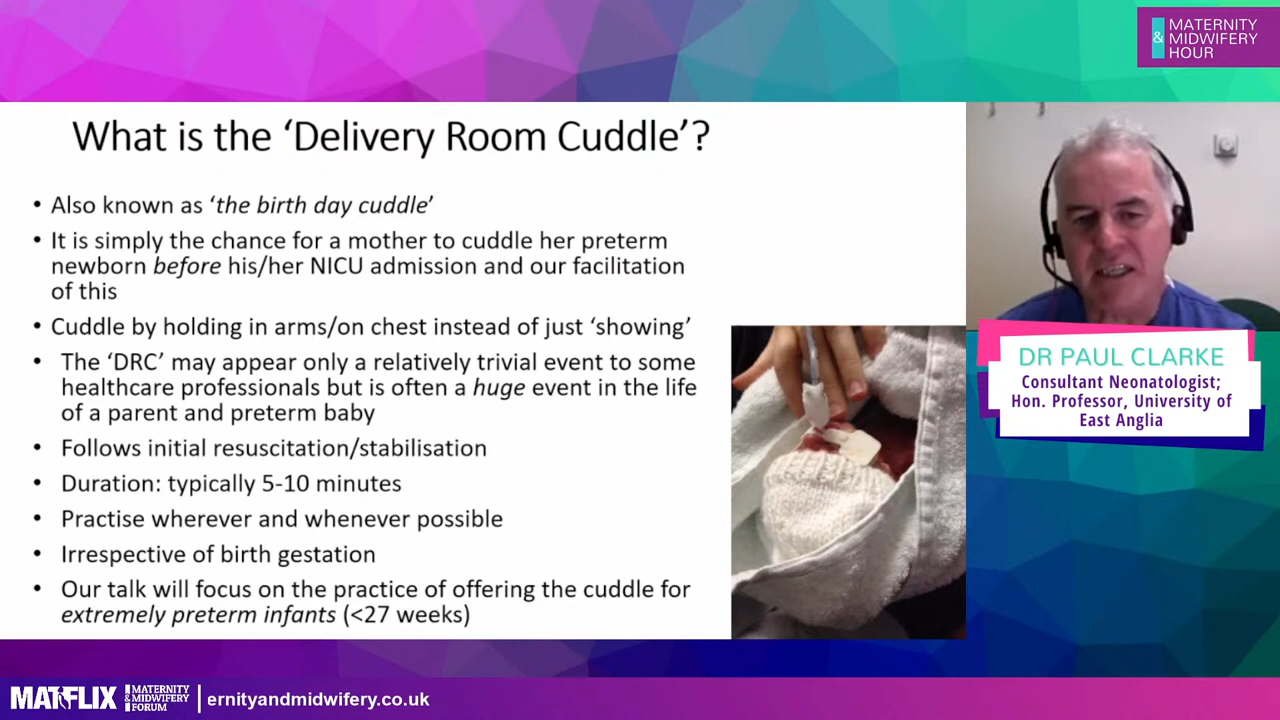 MATERNITY
& MIDWIFERY
HOUR
What is the ‘Delivery Room Cuddle’?
• Also known as ‘the birth day cuddle’
• It is simply the chance for a mother to cuddle her preterm
newborn before his/her NICU admission and our facilitation
of this
• Cuddle by holding in arms/on chest instead of just ‘showing’
• The ‘DRC’ may appear only a relatively trivial event to some
healthcare professionals but is often a huge event in the life
of a parent and preterm baby
• Follows initial resuscitation/stabilisation
• Duration: typically 5-10 minutes
• Practise wherever and whenever possible
• Irrespective of birth gestation
• Our talk will focus on the practice of offering the cuddle for
extremely preterm infants (<27 weeks)
DR PAUL CLARKE
Consultant Neonatologist;
Hon. Professor, University of
East Anglia
MATFLIX
MATERNITY
& MIDWIFERY
FORUM
ernityandmidwifery.co.uk